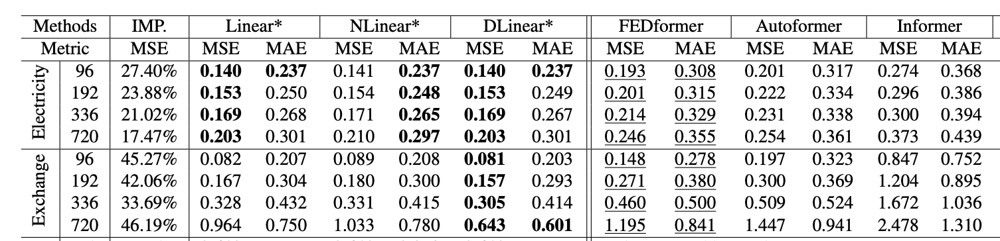 Methods IMP. Linear* NLinear* DLinear* FEDformer Autoformer Informer
Metric MSE MSE MAE MSE MAE MSE MAE MSE MAE MSE MAE MSE MAE
Electricity
96 27.40% 0.140 0.237 0.141 0.237 0.140 0.237 0.193 0.308 0.201 0.317 0.274 0.368
192 23.88% 0.153 0.250 0.154 0.248 0.153 0.249 0.201 0.315 0.222 0.334 0.296 0.386
336 21.02% 0.169 0.268 0.171 0.265 0.169 0.267 0.214 0.329 0.231 0.338 0.300 0.394
720 17.47% 0.203 0.301 0.210 0.297 0.203 0.301 0.246 0.355 0.254 0.361 0.373 0.439
Exchange
96 45.27% 0.082 0.207 0.089 0.208 0.081 0.203 0.148 0.278 0.197 0.323 0.847 0.752
192 42.06% 0.167 0.304 0.180 0.300 0.157 0.293 0.271 0.380 0.300 0.369 1.204 0.895
336 33.69% 0.328 0.432 0.331 0.415 0.305 0.414 0.460 0.500 0.509 0.524 1.672 1.036
720 46.19% 0.964 0.750 1.033 0.780 0.643 0.601 1.195 0.841 1.447 0.941 2.478 1.310